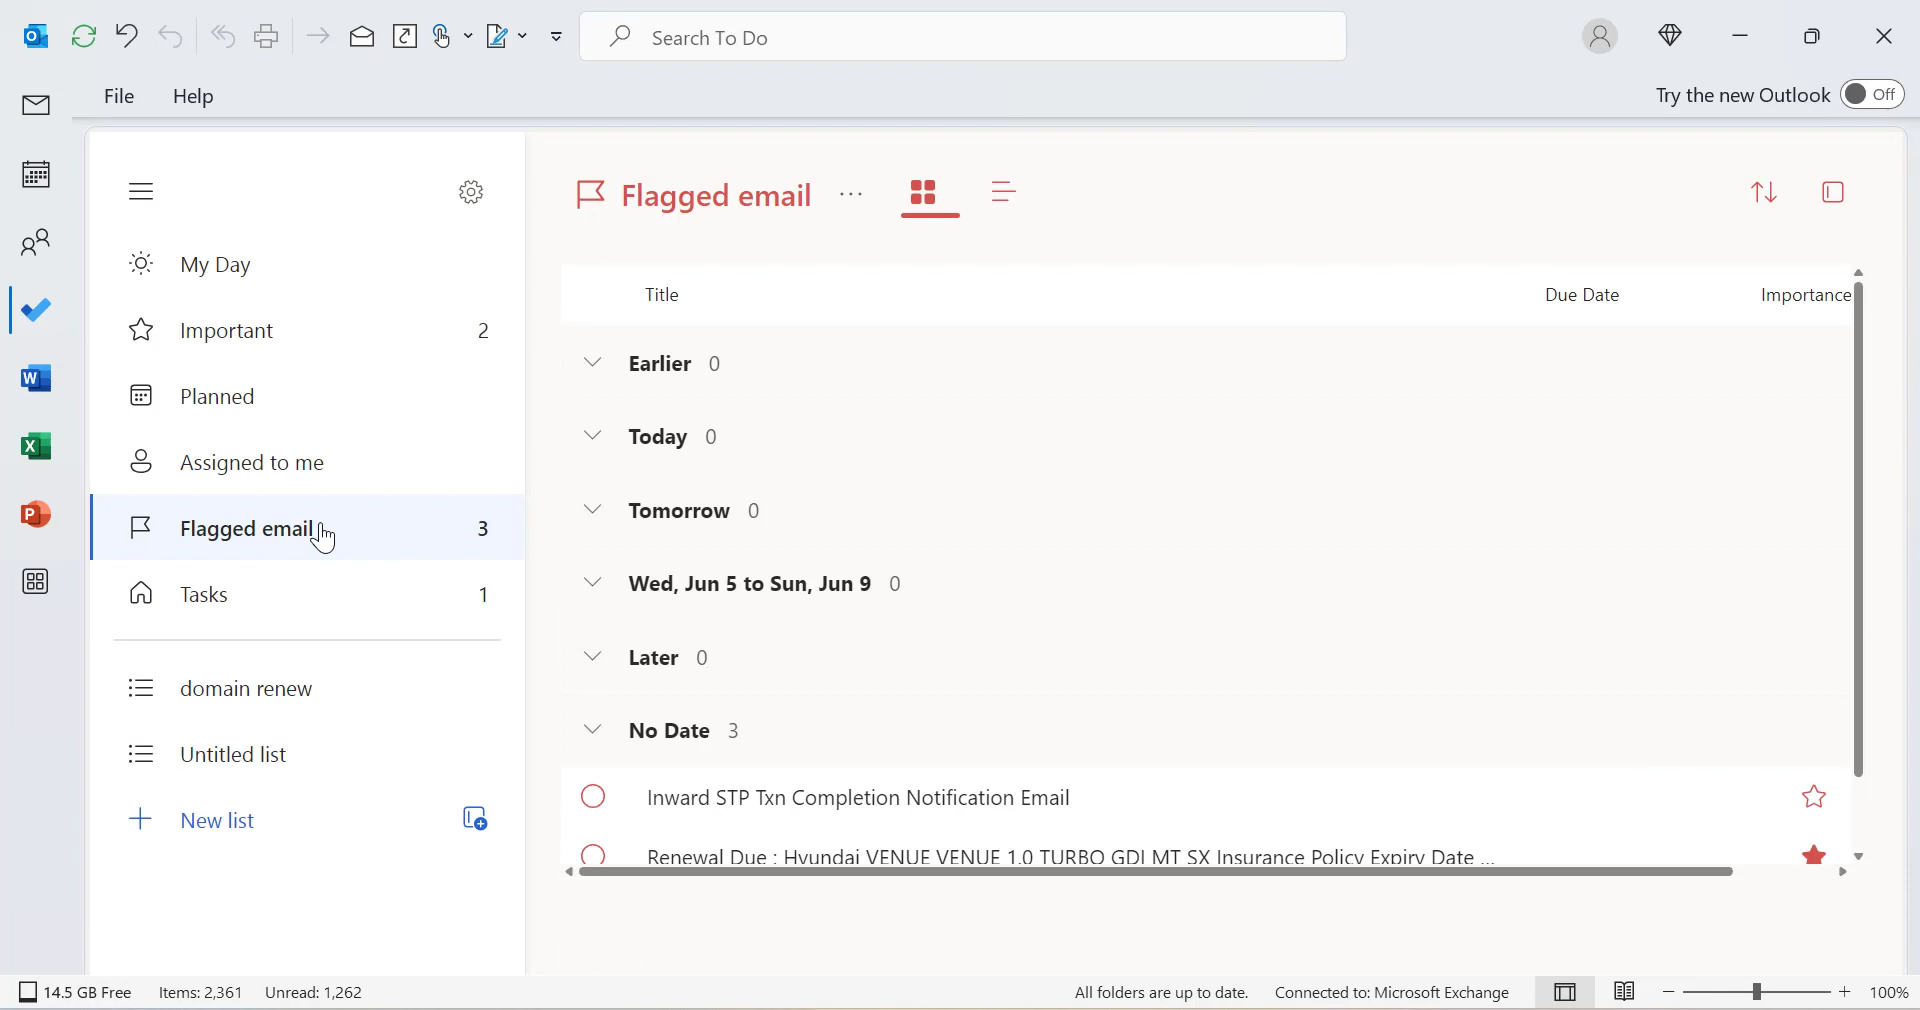 Search To Do
File Help
Try the new Outlook Off
My Day
Important 2
Planned
Assigned to me
Flagged email 3
Tasks 1
domain renew
Untitled list
New list
Flagged email ...
Title Due Date Importance
Earlier 0
Today 0
Tomorrow 0
Wed, Jun 5 to Sun, Jun 9 0
Later 0
No Date 3
Inward STP Txn Completion Notification Email
Renewal Due : Hyundai VENUE VENUE 1.0 TURBO GDI MT SX Insurance Policy Expiry Date ...
14.5 GB Free Items: 2,361 Unread: 1,262 All folders are up to date. Connected to: Microsoft Exchange 100%